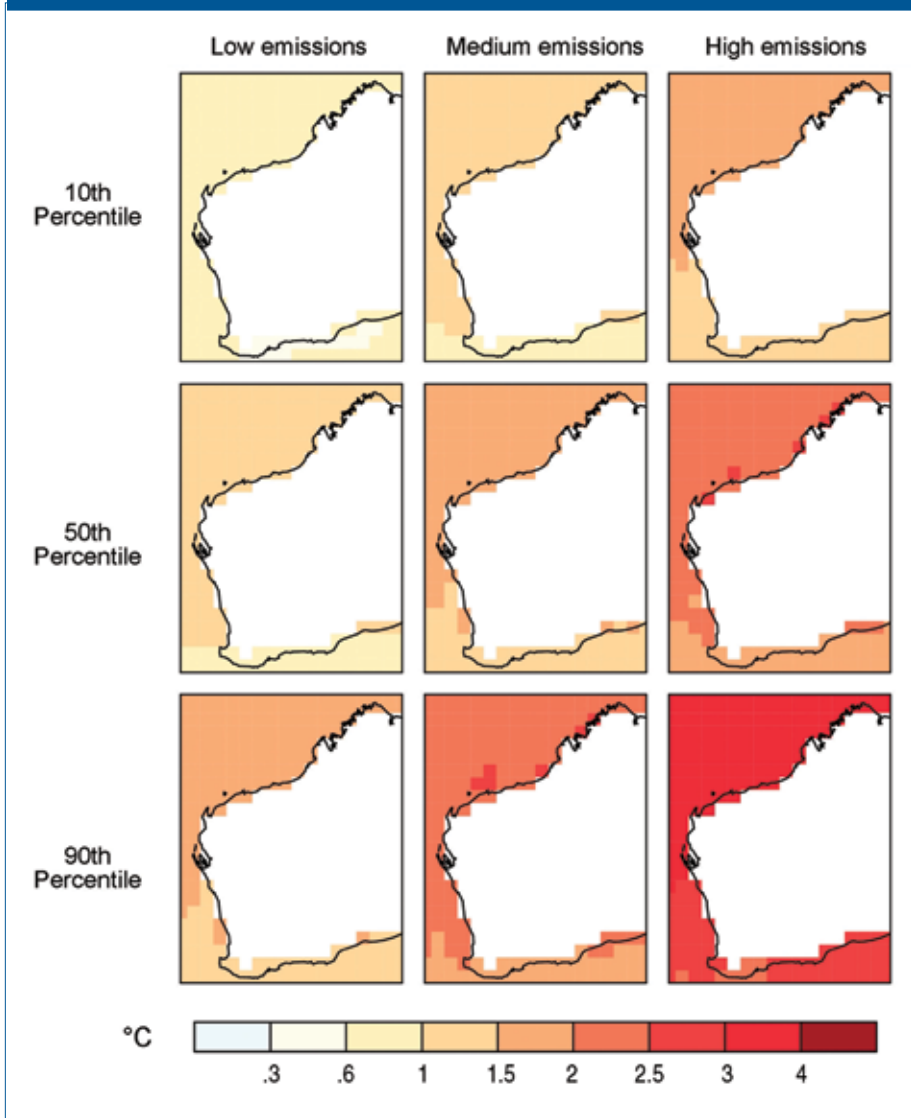 Low emissions Medium emissions High emissions
10th
Percentile
50th
Percentile
90th
Percentile
°C
.3 .6 1 1.5 2 2.5 3 4